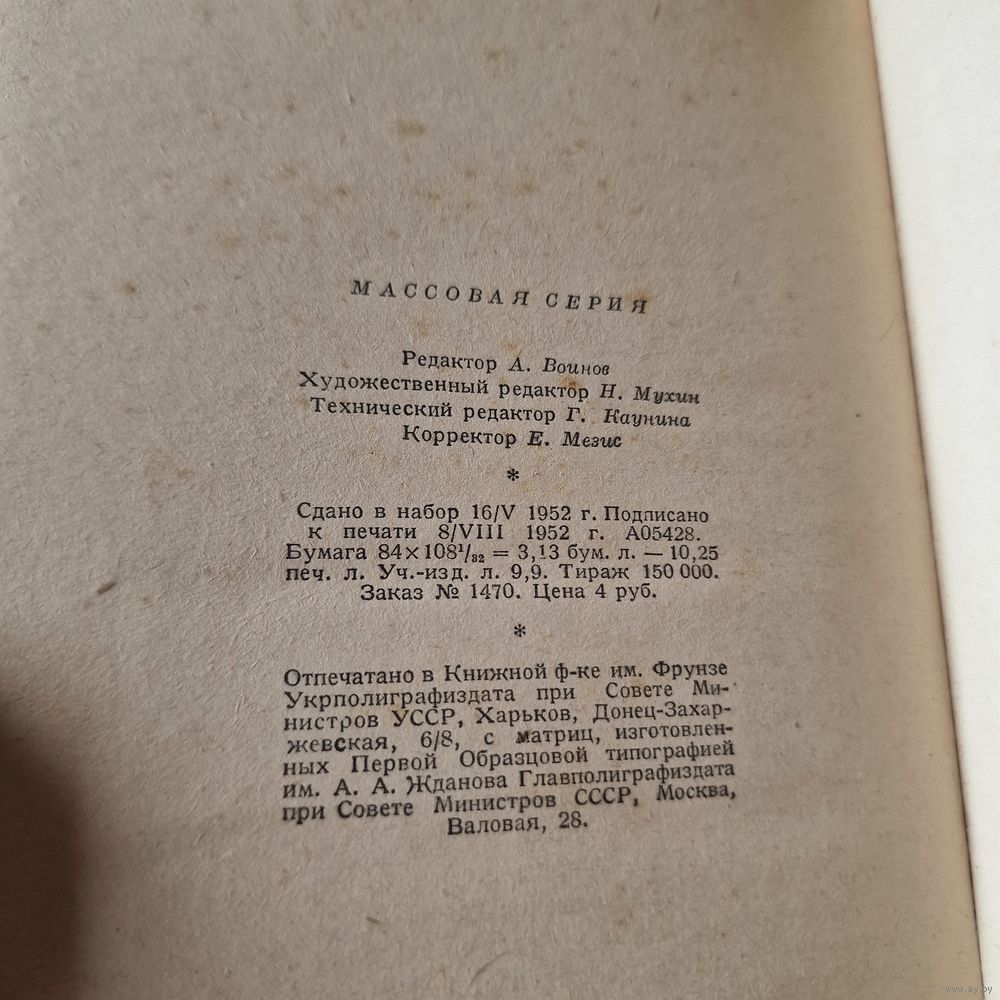 МАССОВАЯ СЕРИЯ
Редактор А. Воинов
Художественный редактор Н. Мухин
Технический редактор Г. Каунина
Корректор Е. Мезис
*
Сдано в набор 16/V 1952 г. Подписано
к печати 8/VIII 1952 г. А05428.
Бумага 84×108¹/₃₂ = 3,13 бум. л. — 10,25
печ. л. Уч.-изд. л. 9,9. Тираж 150 000.
Заказ № 1470. Цена 4 руб.
*
Отпечатано в Книжной ф-ке им. Фрунзе
Укрполиграфиздата при Совете Ми-
нистров УССР, Харьков, Донец-Захар-
жевская, 6/8, с матриц, изготовлен-
ных Первой Образцовой типографией
им. А. А. Жданова Главполиграфиздата
при Совете Министров СССР, Москва,
Валовая, 28.
www.ay.by